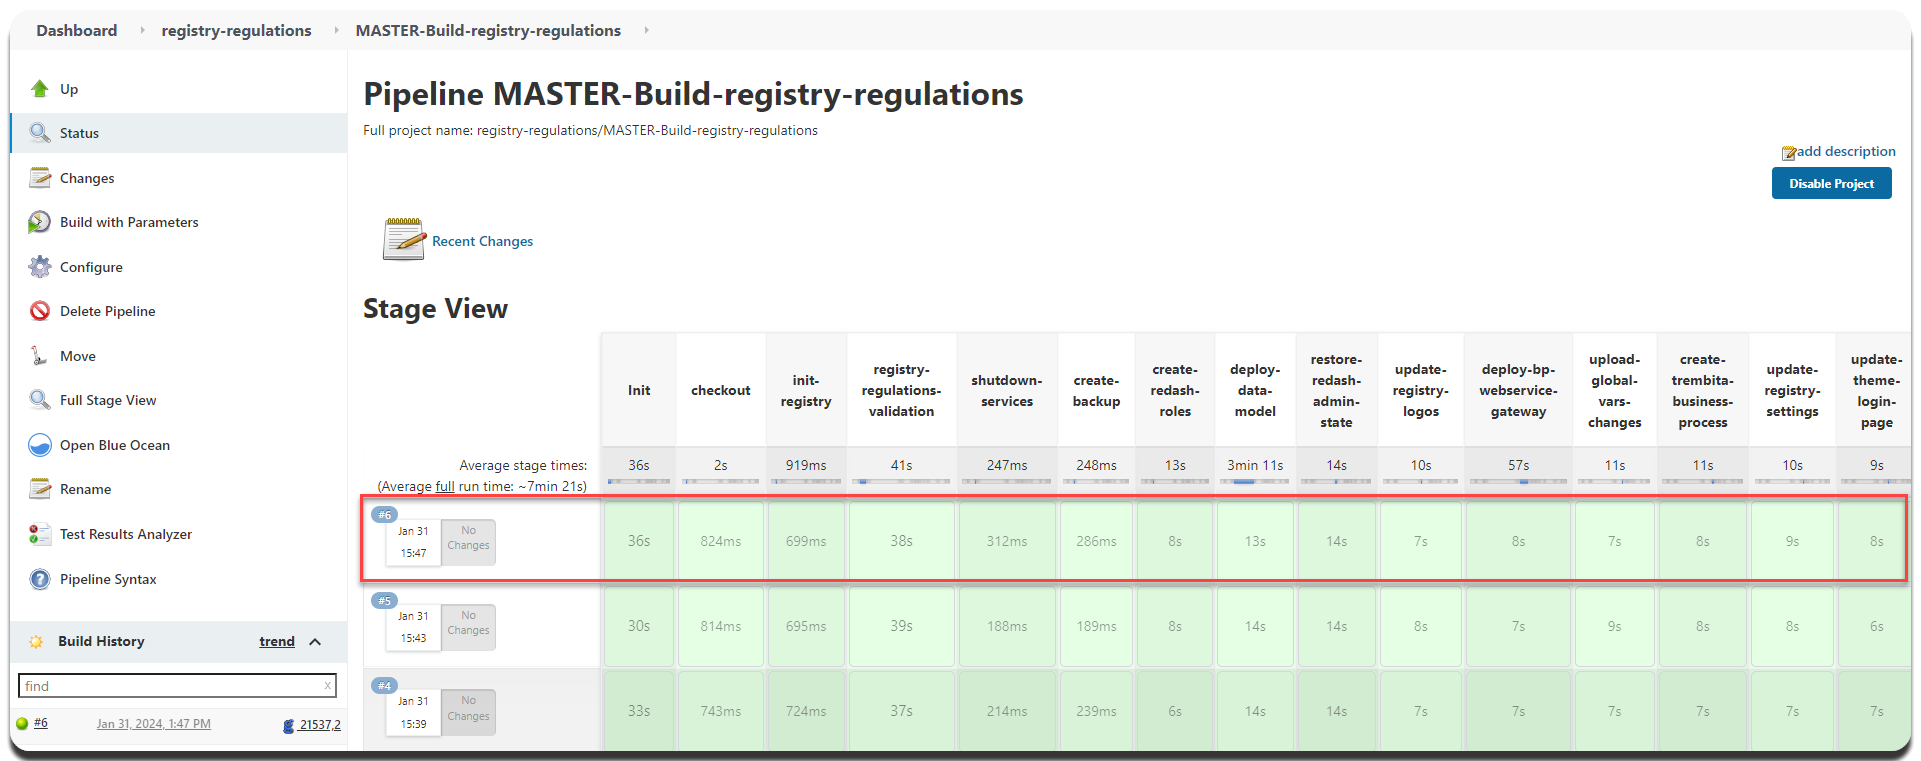 Dashboard registry-regulations MASTER-Build-registry-regulations
Up
Status
Changes
Build with Parameters
Configure
Delete Pipeline
Move
Full Stage View
Open Blue Ocean
Rename
Test Results Analyzer
Pipeline Syntax
Build History trend
find x
#6 Jan 31, 2024, 1:47 PM 21537,2
Pipeline MASTER-Build-registry-regulations
Full project name: registry-regulations/MASTER-Build-registry-regulations
add description
Disable Project
Recent Changes
Stage View
Init
checkout
init-
registry
registry-
regulations-
validation
shutdown-
services
create-
backup
create-
redash-
roles
deploy-
data-
model
restore-
redash-
admin-
state
update-
registry-
logos
deploy-bp-
webservice-
gateway
upload-
global-
vars-
changes
create-
trembita-
business-
process
update-
registry-
settings
update-
theme-
login-
page
Average stage times:
(Average full run time: ~7min 21s)
36s 2s 919ms 41s 247ms 248ms 13s 3min 11s 14s 10s 57s 11s 11s 10s 9s
#6
Jan 31
15:47
No
Changes
36s 824ms 699ms 38s 312ms 286ms 8s 13s 14s 7s 8s 7s 8s 9s 8s
#5
Jan 31
15:43
No
Changes
30s 814ms 695ms 39s 188ms 189ms 8s 14s 14s 8s 7s 9s 8s 8s 6s
#4
Jan 31
15:39
No
Changes
33s 743ms 724ms 37s 214ms 239ms 6s 14s 14s 7s 7s 7s 7s 7s 7s